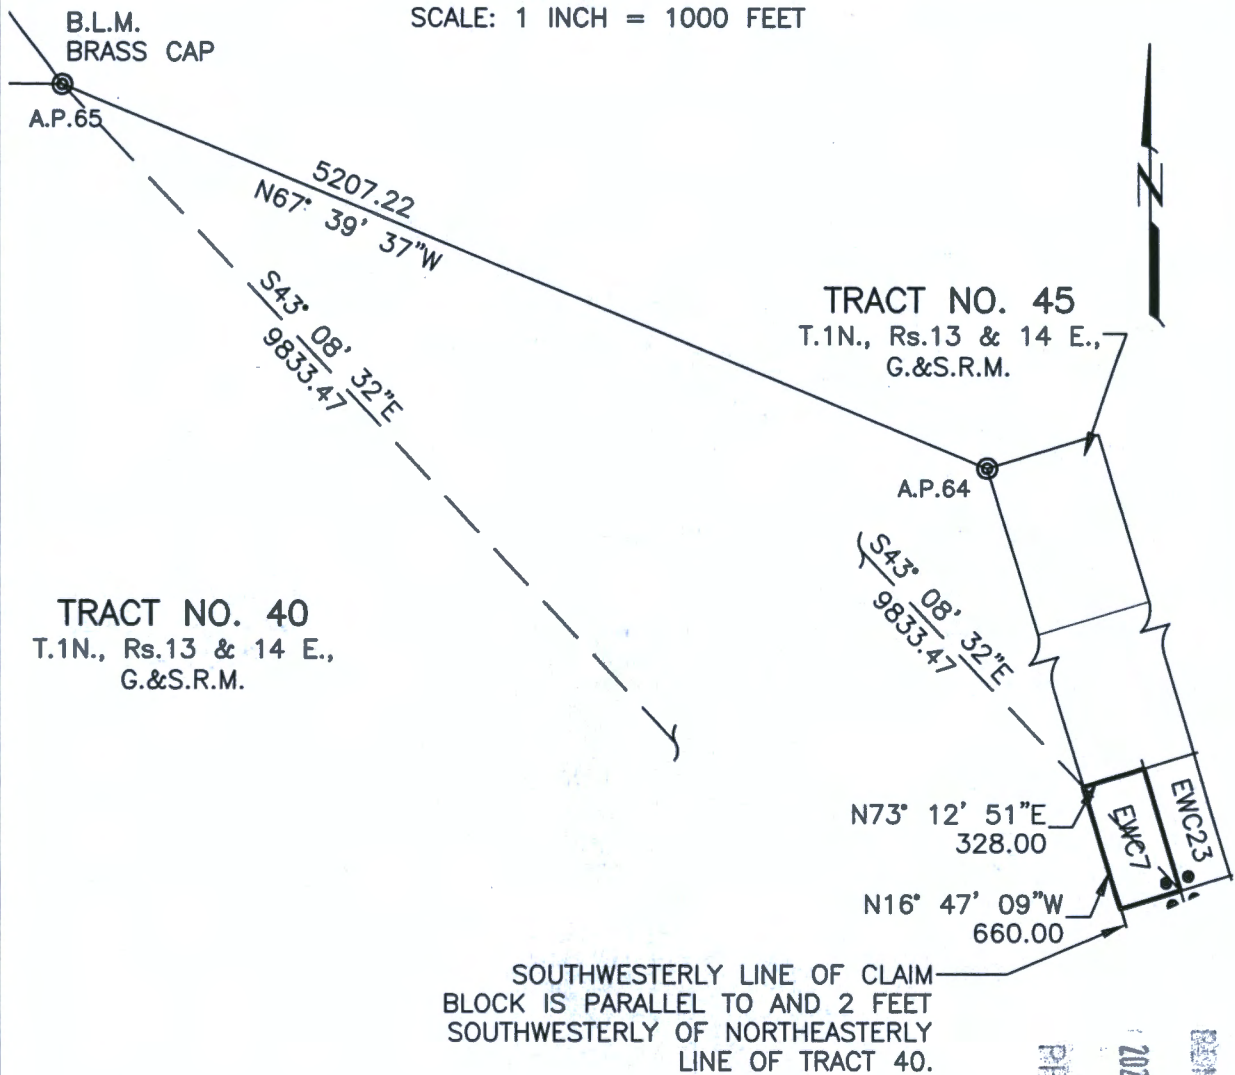 SCALE: 1 INCH = 1000 FEET
B.L.M.
BRASS CAP
A.P.65
5207.22
N67° 39' 37"W
S43° 08' 32"E
9833.47
TRACT NO. 45
T.1N., Rs.13 & 14 E.,
G.&S.R.M.
N
A.P.64
S43° 08' 32"E
9833.47
TRACT NO. 40
T.1N., Rs.13 & 14 E.,
G.&S.R.M.
N73° 12' 51"E
328.00
EWC7
EWC23
N16° 47' 09"W
660.00
SOUTHWESTERLY LINE OF CLAIM
BLOCK IS PARALLEL TO AND 2 FEET
SOUTHWESTERLY OF NORTHEASTERLY
LINE OF TRACT 40.